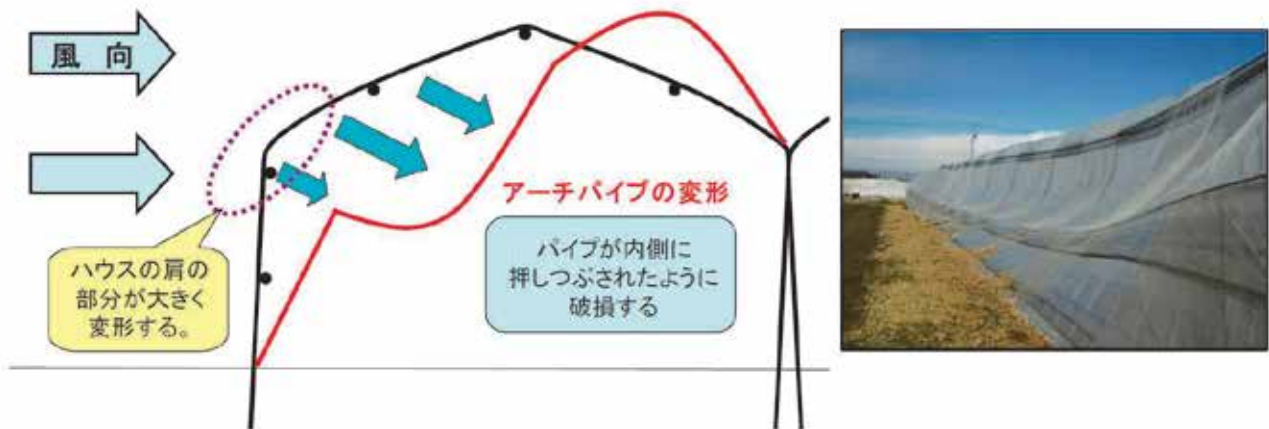 風 向
アーチパイプの変形
パイプが内側に
押しつぶされたように
破損する
ハウスの肩の
部分が大きく
変形する。